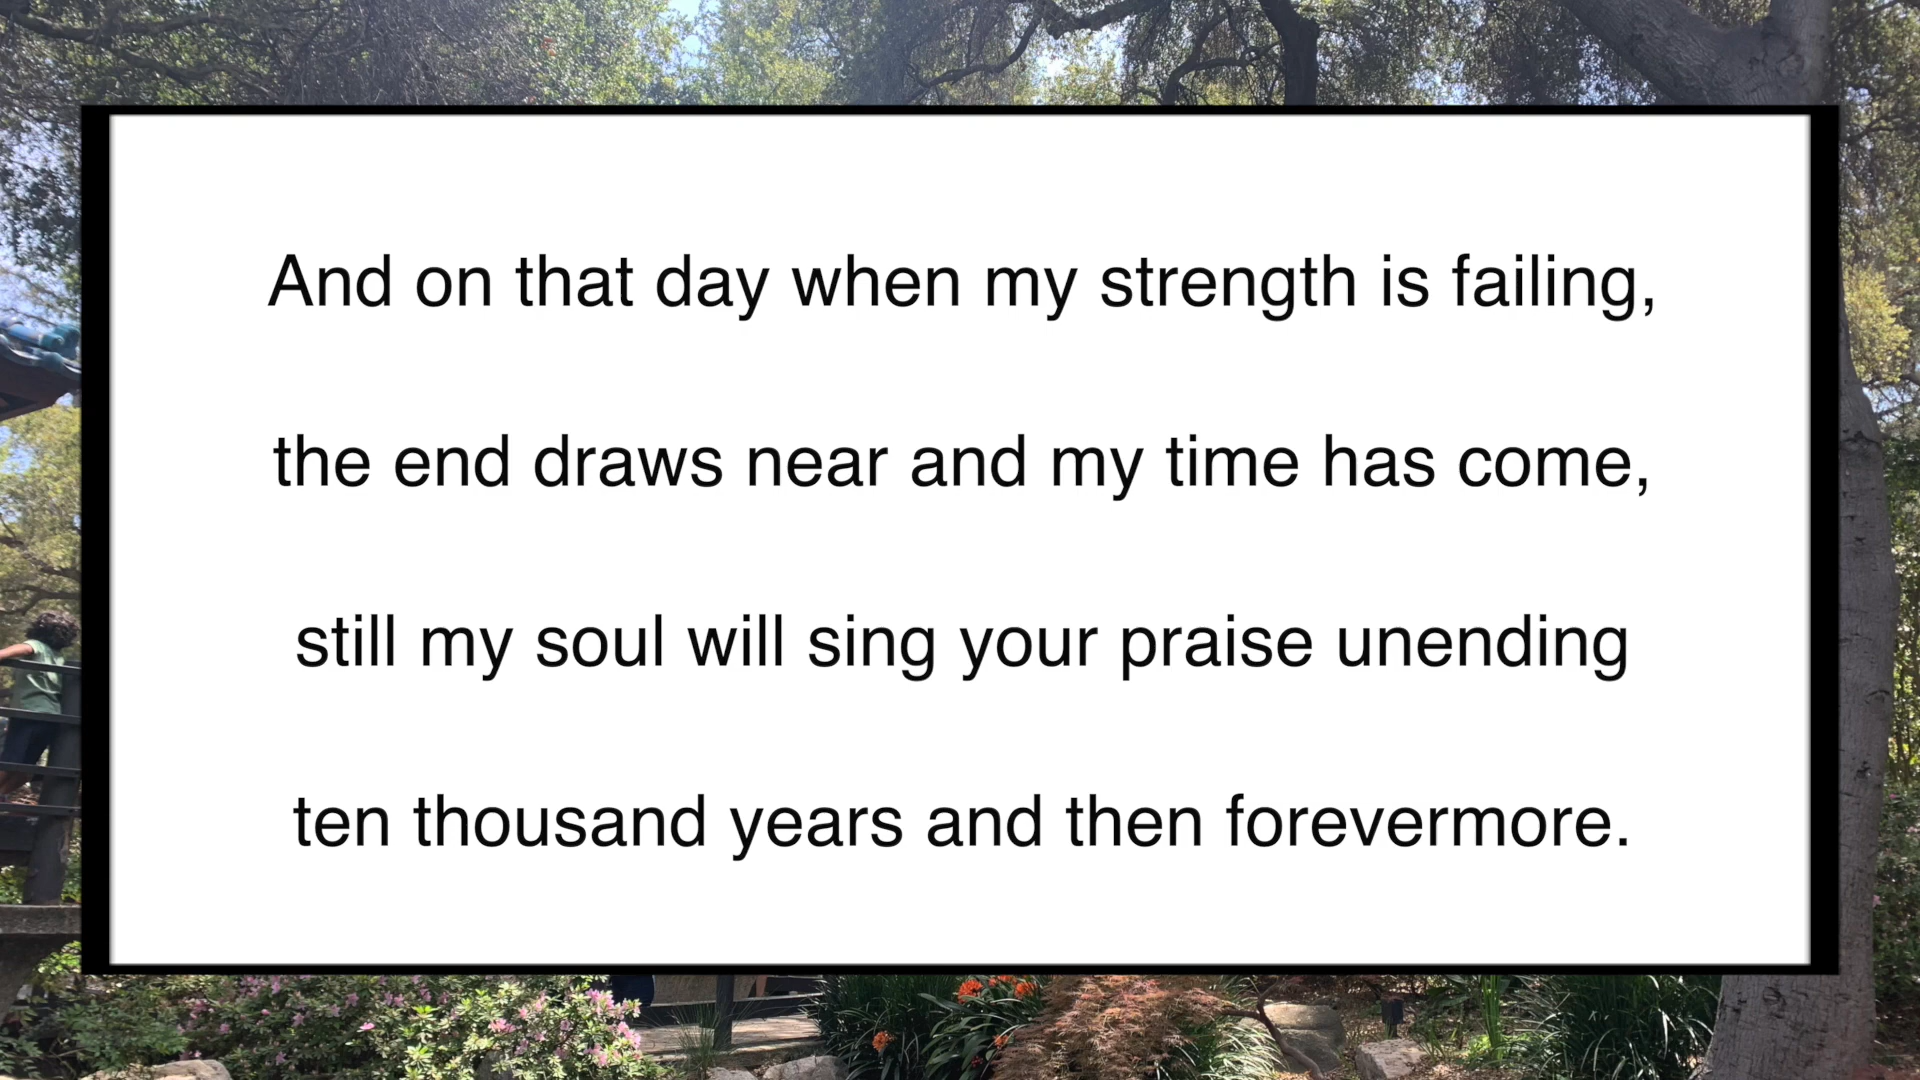 And on that day when my strength is failing,
the end draws near and my time has come,
still my soul will sing your praise unending
ten thousand years and then forevermore.